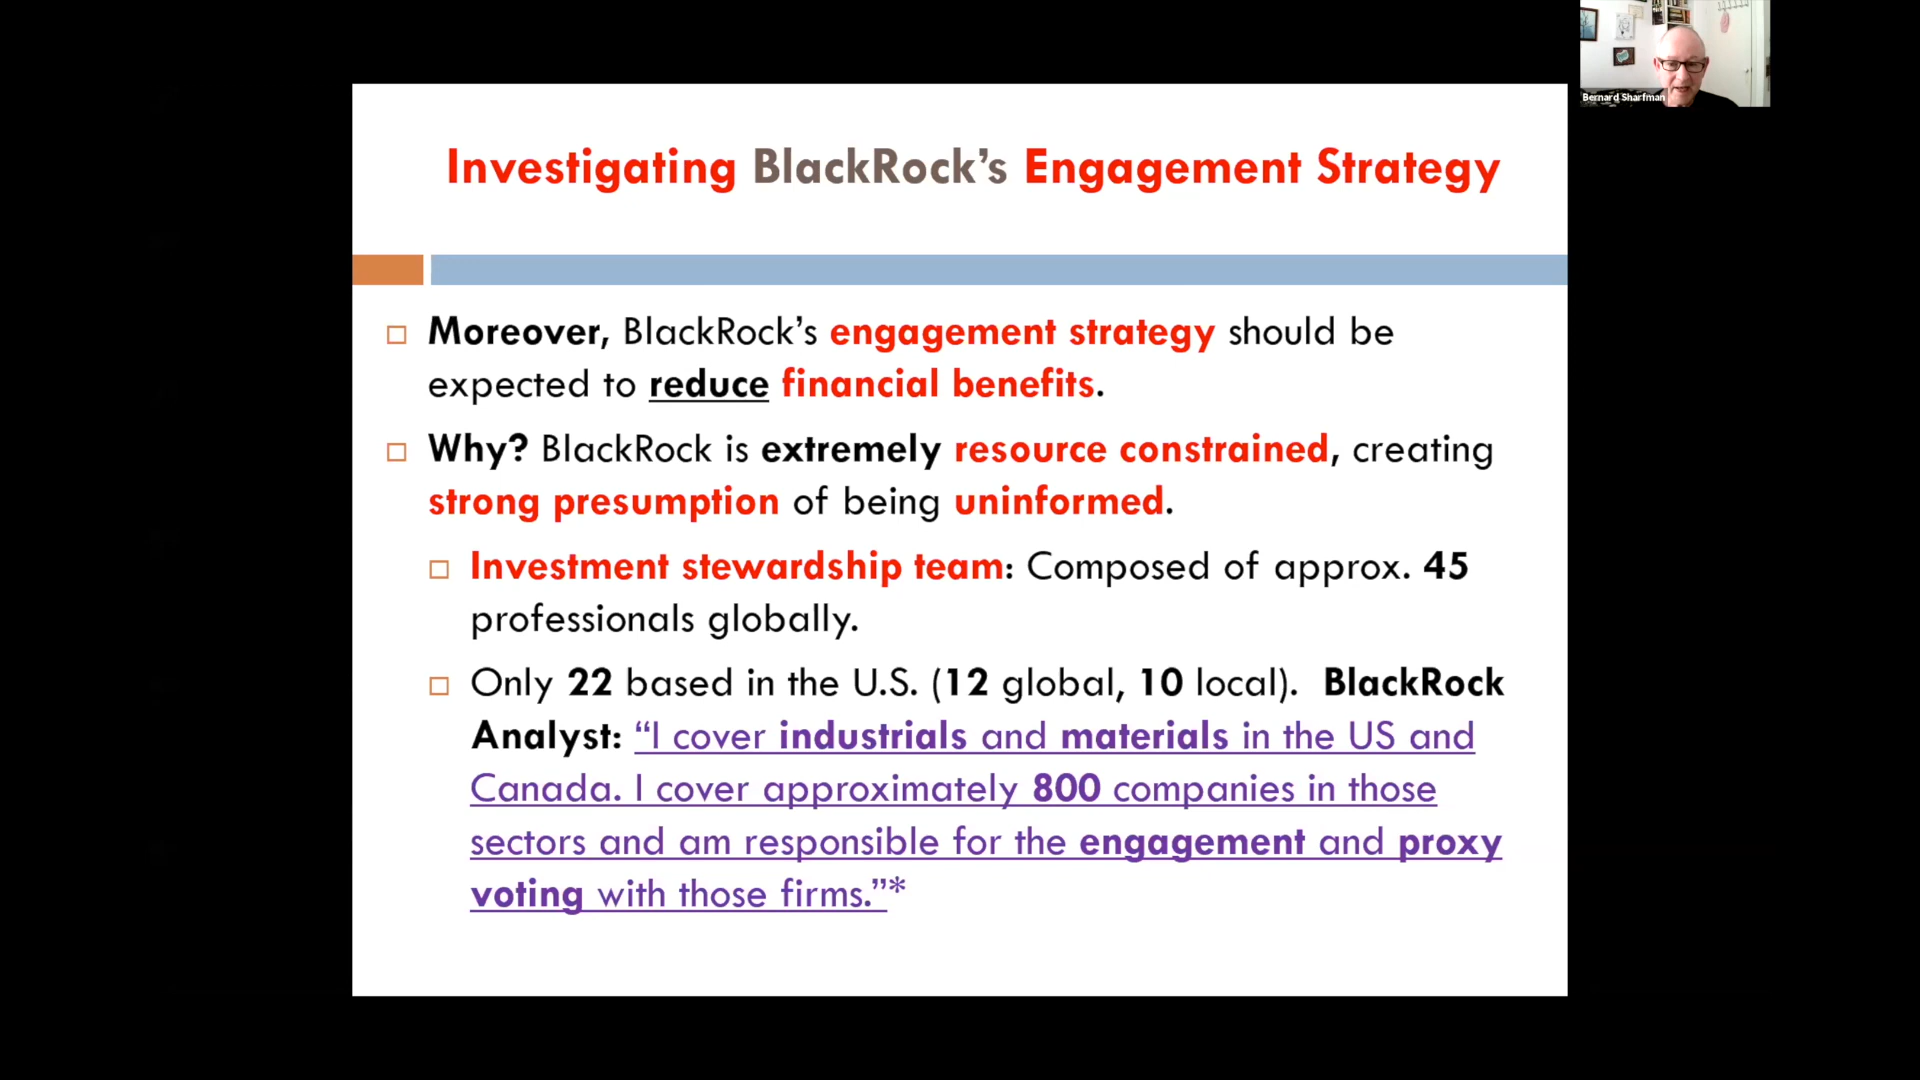 Bernard Sharfman
Investigating BlackRock’s Engagement Strategy
Moreover, BlackRock’s engagement strategy should be
expected to reduce financial benefits.
Why? BlackRock is extremely resource constrained, creating
strong presumption of being uninformed.
Investment stewardship team: Composed of approx. 45
professionals globally.
Only 22 based in the U.S. (12 global, 10 local). BlackRock
Analyst: “I cover industrials and materials in the US and
Canada. I cover approximately 800 companies in those
sectors and am responsible for the engagement and proxy
voting with those firms.”*